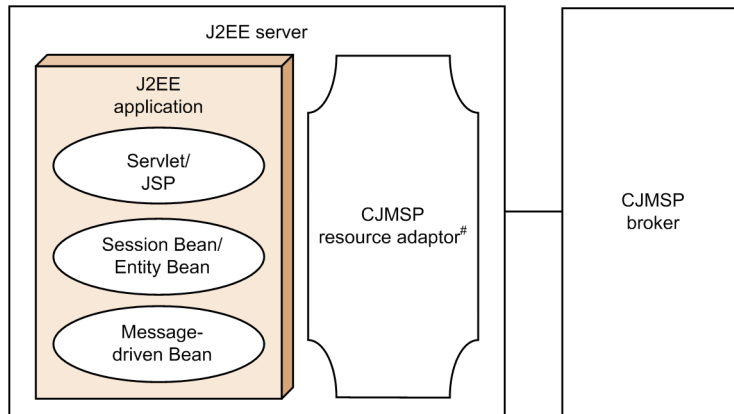 J2EE server
J2EE
application
Servlet/
JSP
Session Bean/
Entity Bean
Message-
driven Bean
CJMSP
resource adaptor#
CJMSP
broker